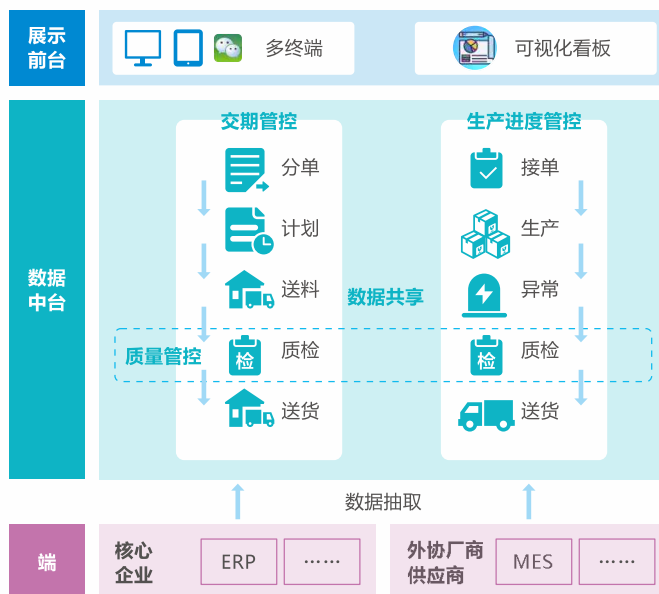 展示
前台
多终端
可视化看板
数据
中台
交期管控
分单
计划
送料
质检
送货
生产进度管控
接单
生产
异常
质检
送货
数据共享
质量管控
检
检
数据抽取
端
核心
企业
ERP
……
外协厂商
供应商
MES
……